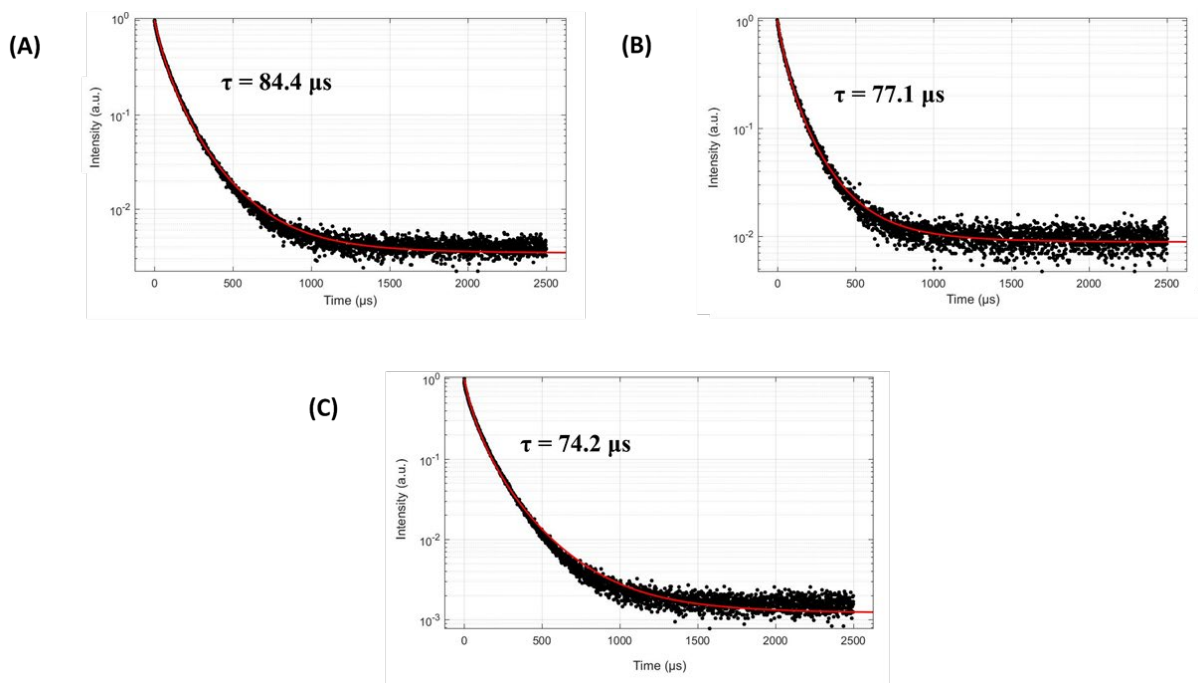 (A)
10^0
10^-1
10^-2
Intensity (a.u.)
τ = 84.4 µs
0 500 1000 1500 2000 2500
Time (µs)
(B)
10^0
10^-1
10^-2
Intensity (a.u.)
τ = 77.1 µs
0 500 1000 1500 2000 2500
Time (µs)
(C)
10^0
10^-1
10^-2
10^-3
Intensity (a.u.)
τ = 74.2 µs
0 500 1000 1500 2000 2500
Time (µs)